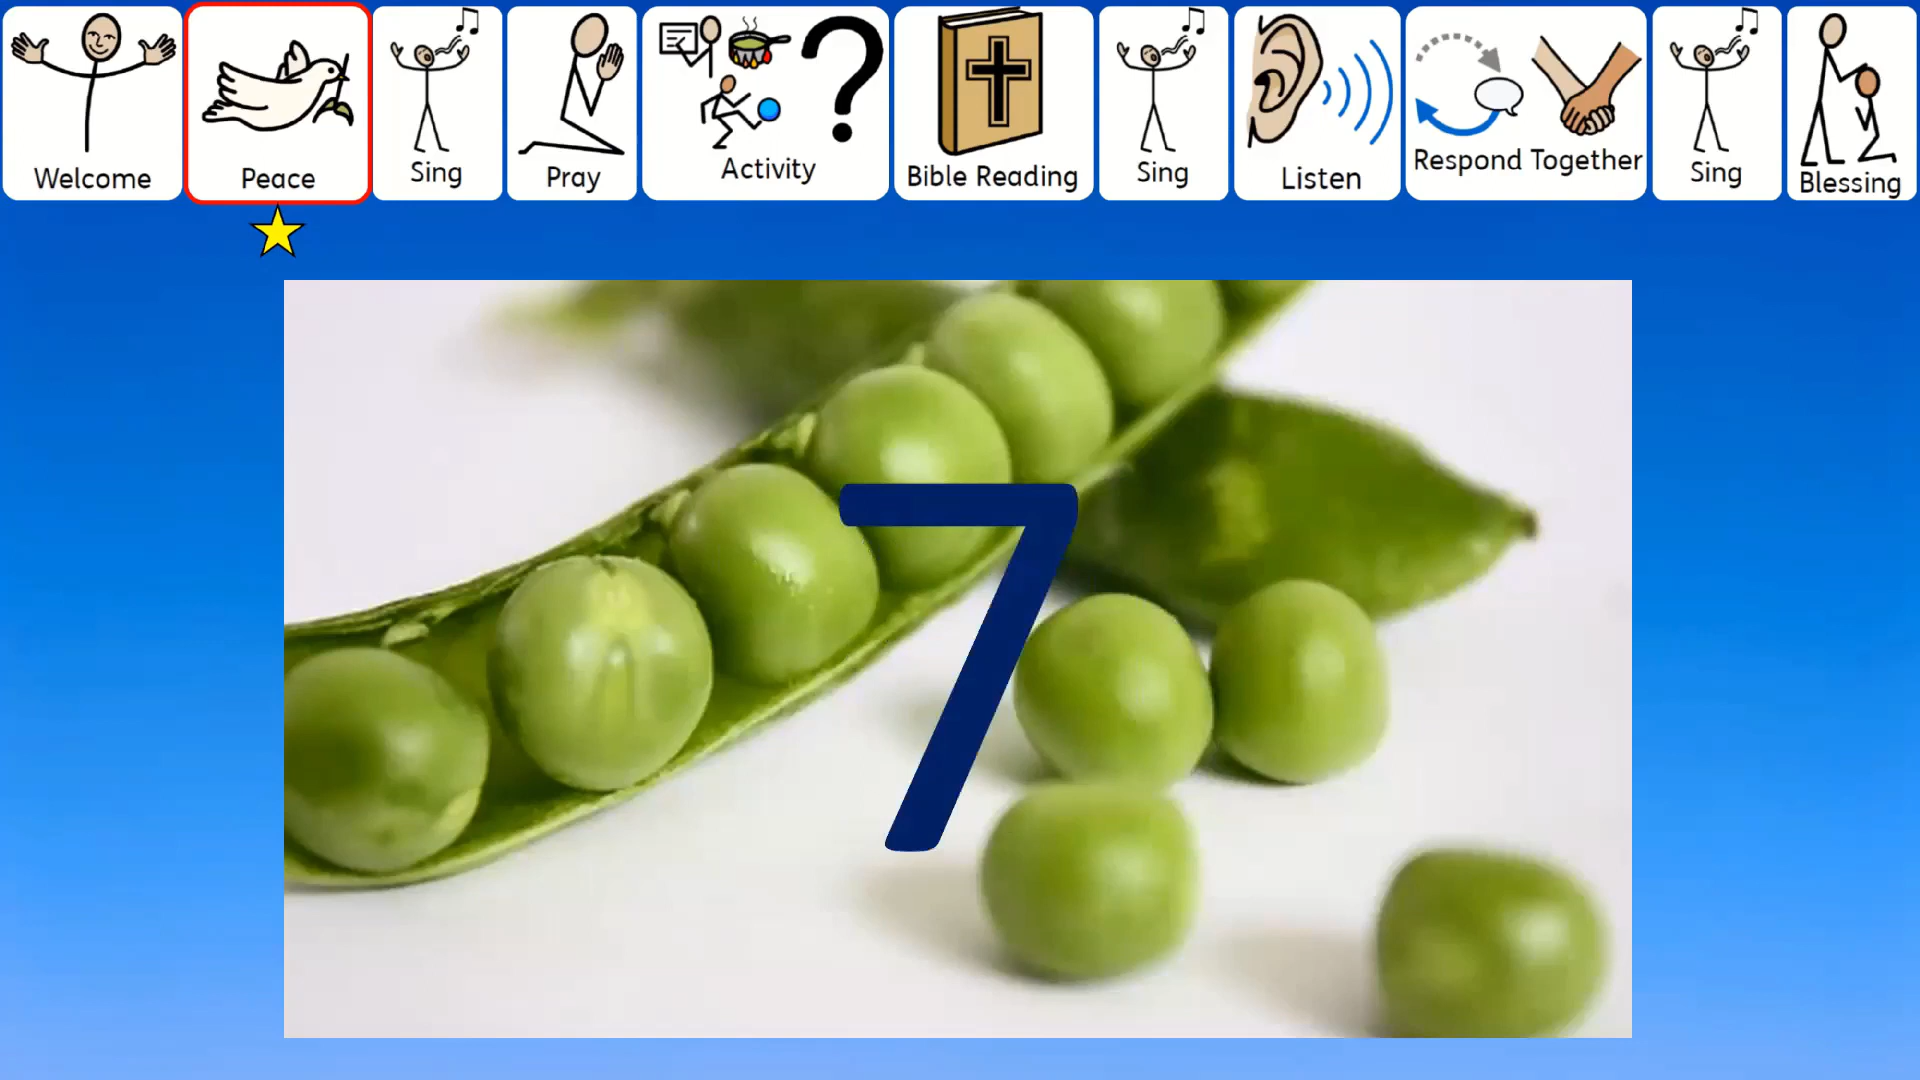 Welcome
Peace
Sing
Pray
Activity
?
Bible Reading
Sing
Listen
Respond Together
Sing
Blessing
7